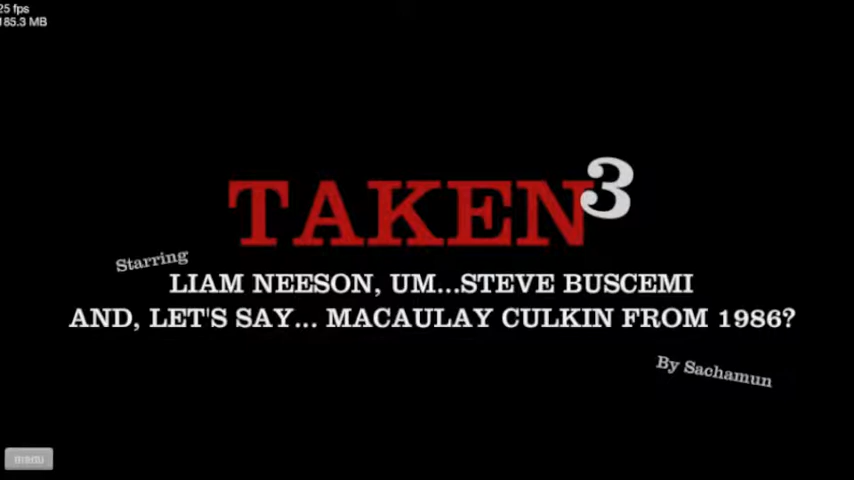 25 fps
185.3 MB
TAKEN3
Starring
LIAM NEESON, UM...STEVE BUSCEMI
AND, LET'S SAY... MACAULAY CULKIN FROM 1986?
By Sachamun